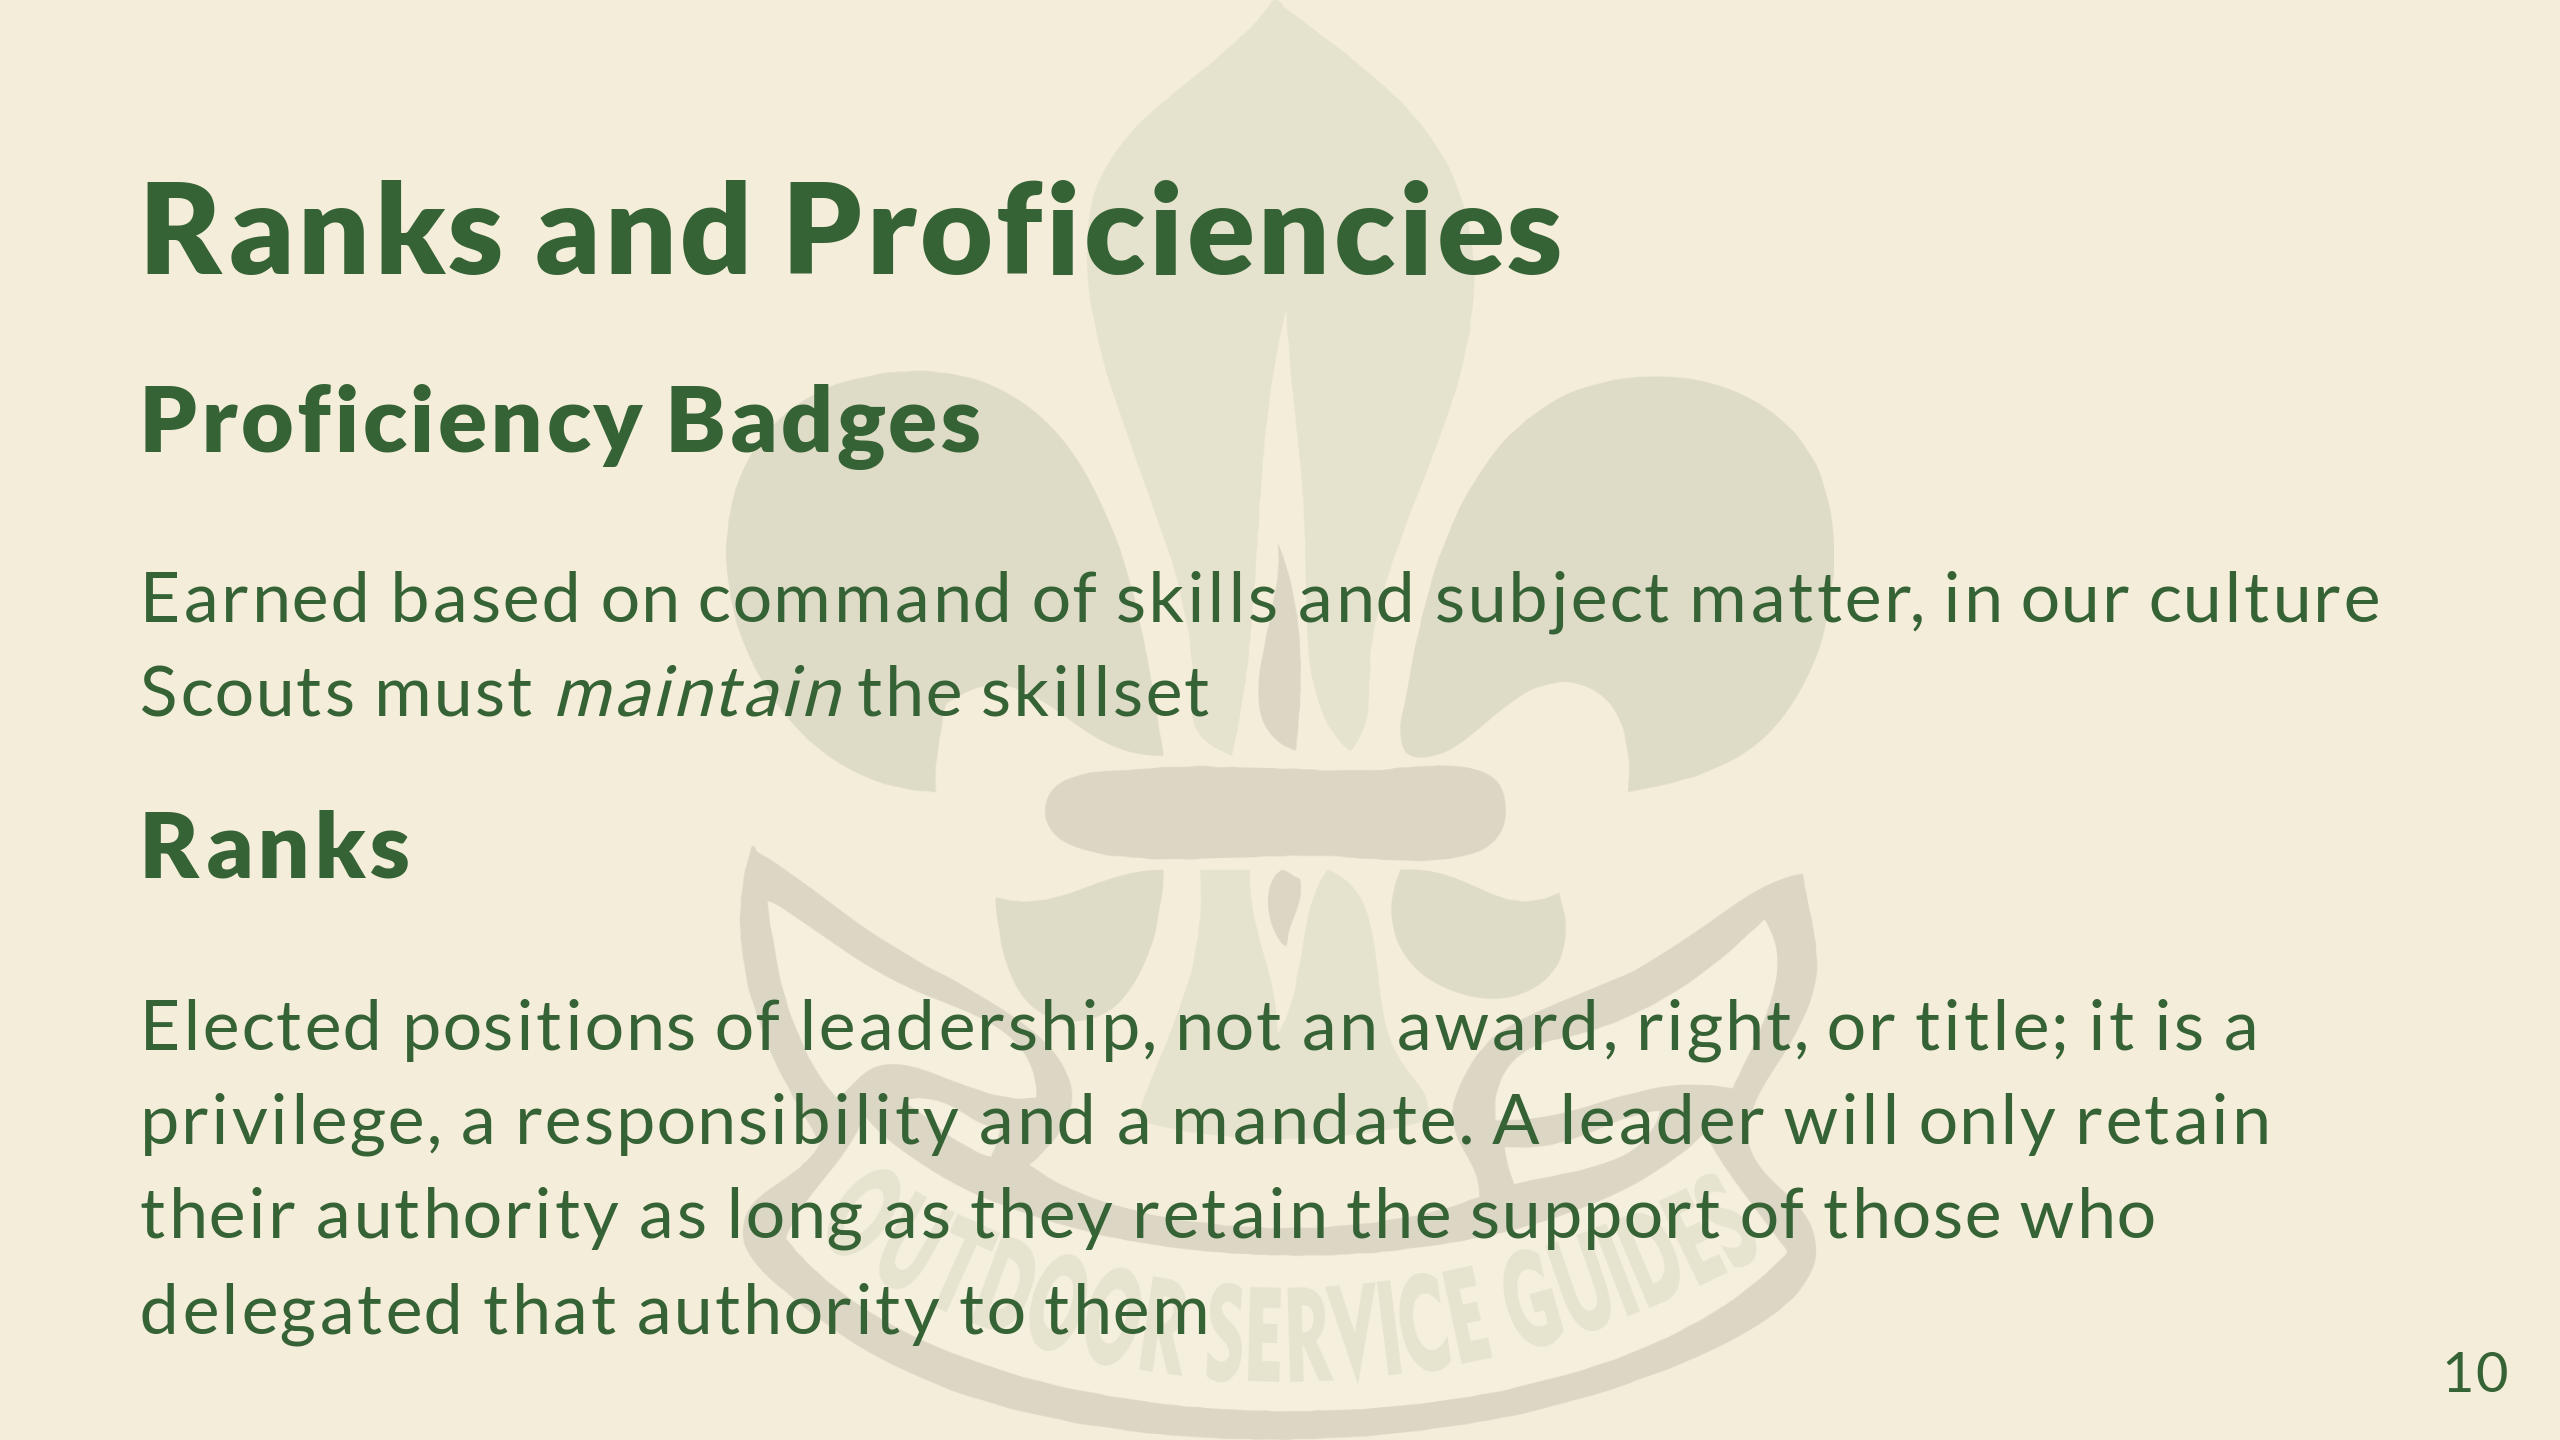 Ranks and Proficiencies
Proficiency Badges
Earned based on command of skills and subject matter, in our culture
Scouts must maintain the skillset
Ranks
Elected positions of leadership, not an award, right, or title; it is a
privilege, a responsibility and a mandate. A leader will only retain
their authority as long as they retain the support of those who
delegated that authority to them
OUTDOOR SERVICE GUIDES
10